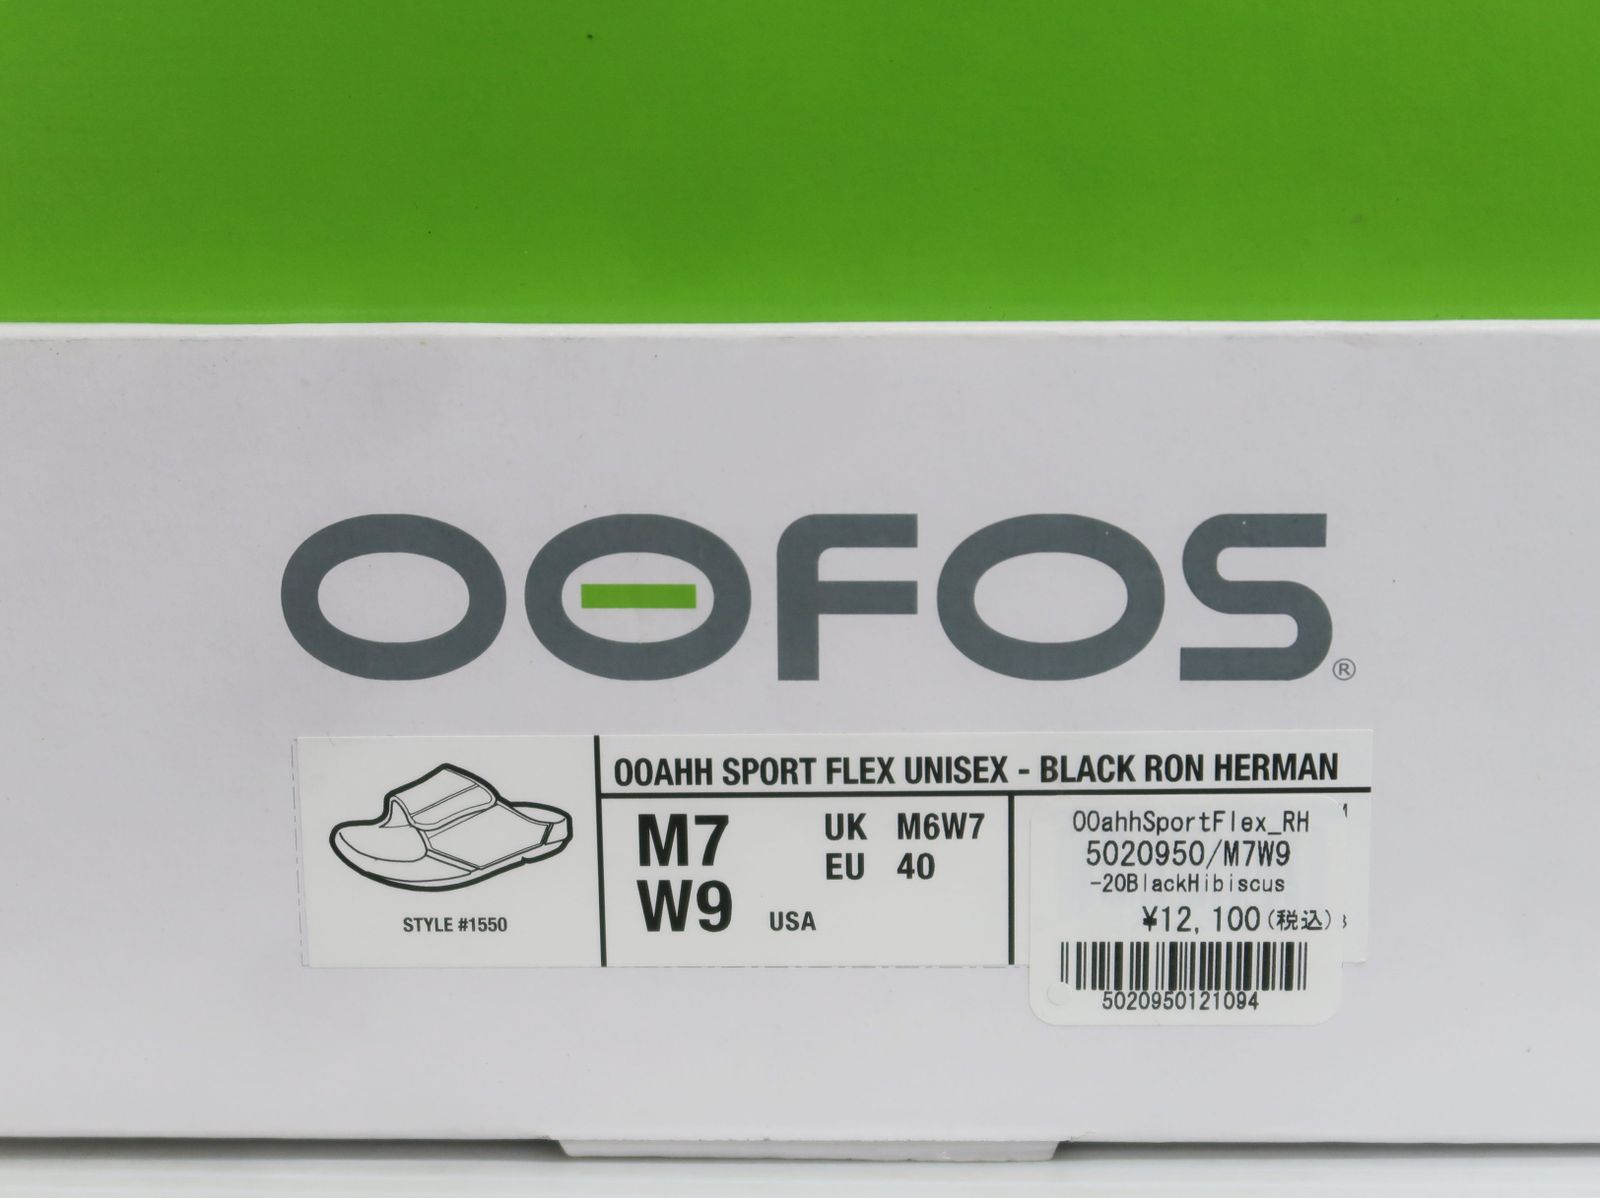 OOFOS®
OOAHH SPORT FLEX UNISEX - BLACK RON HERMAN
STYLE #1550
M7
W9 USA
UK M6W7
EU 40
OOahhSportFlex_RH
5020950/M7W9
-20BlackHibiscus
¥12,100(税込)
5020950121094